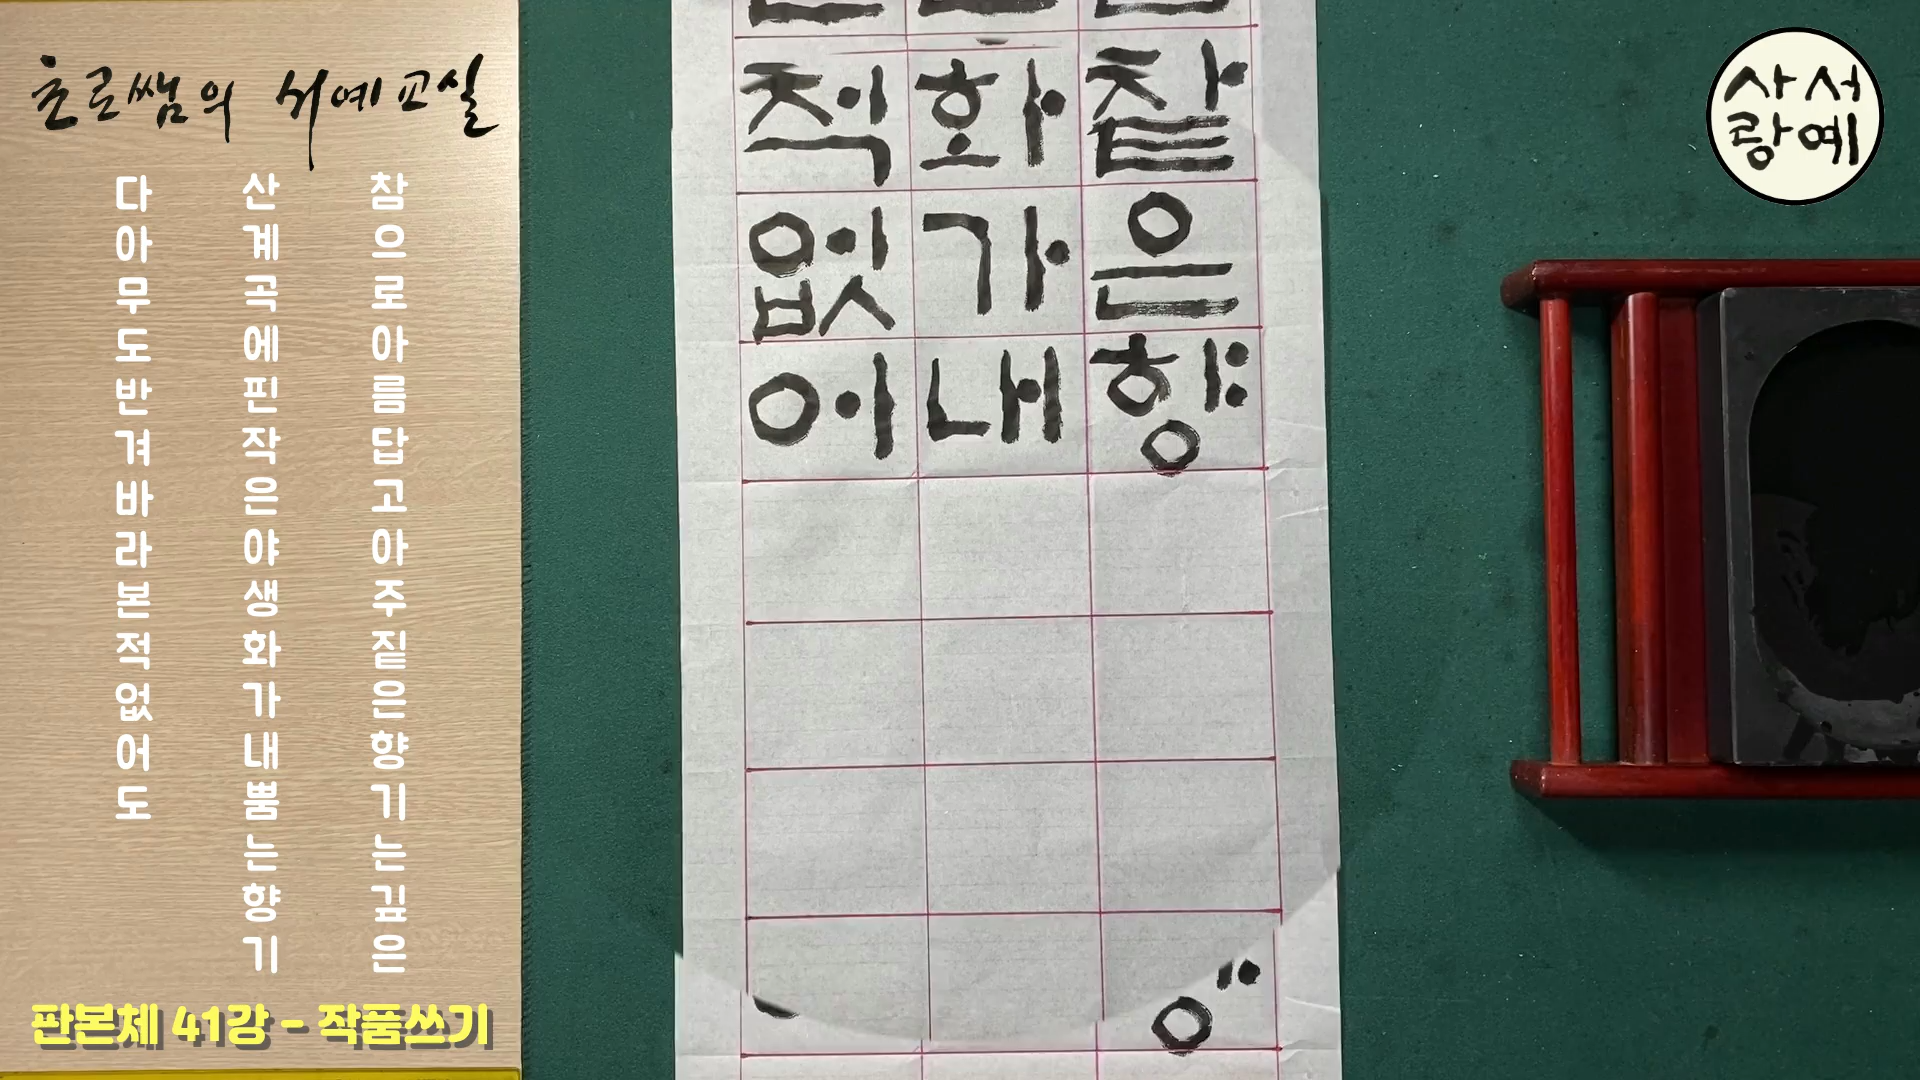 초로쌤의 서예교실
참으로아름답고아주짙은향기는깊은
산계곡에핀작은야생화가내뿜는향기
다아무도반겨바라본적없어도
판본체 41강 - 작품쓰기
은향
화가내
적없어
서예
사랑